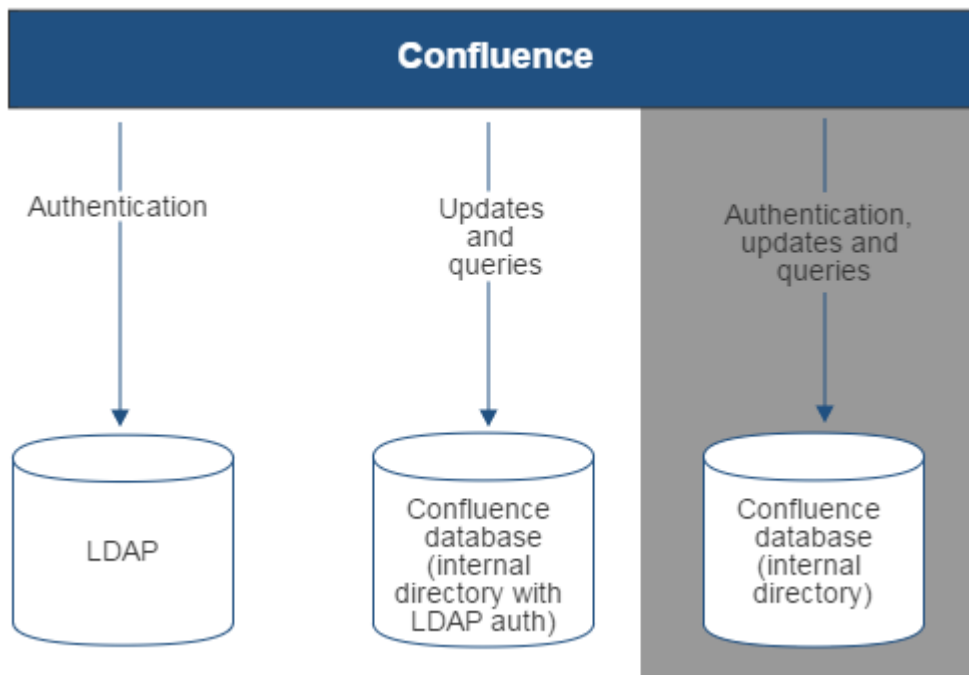 Confluence
Authentication
Updates
and
queries
Authentication,
updates and
queries
LDAP
Confluence
database
(internal
directory with
LDAP auth)
Confluence
database
(internal
directory)